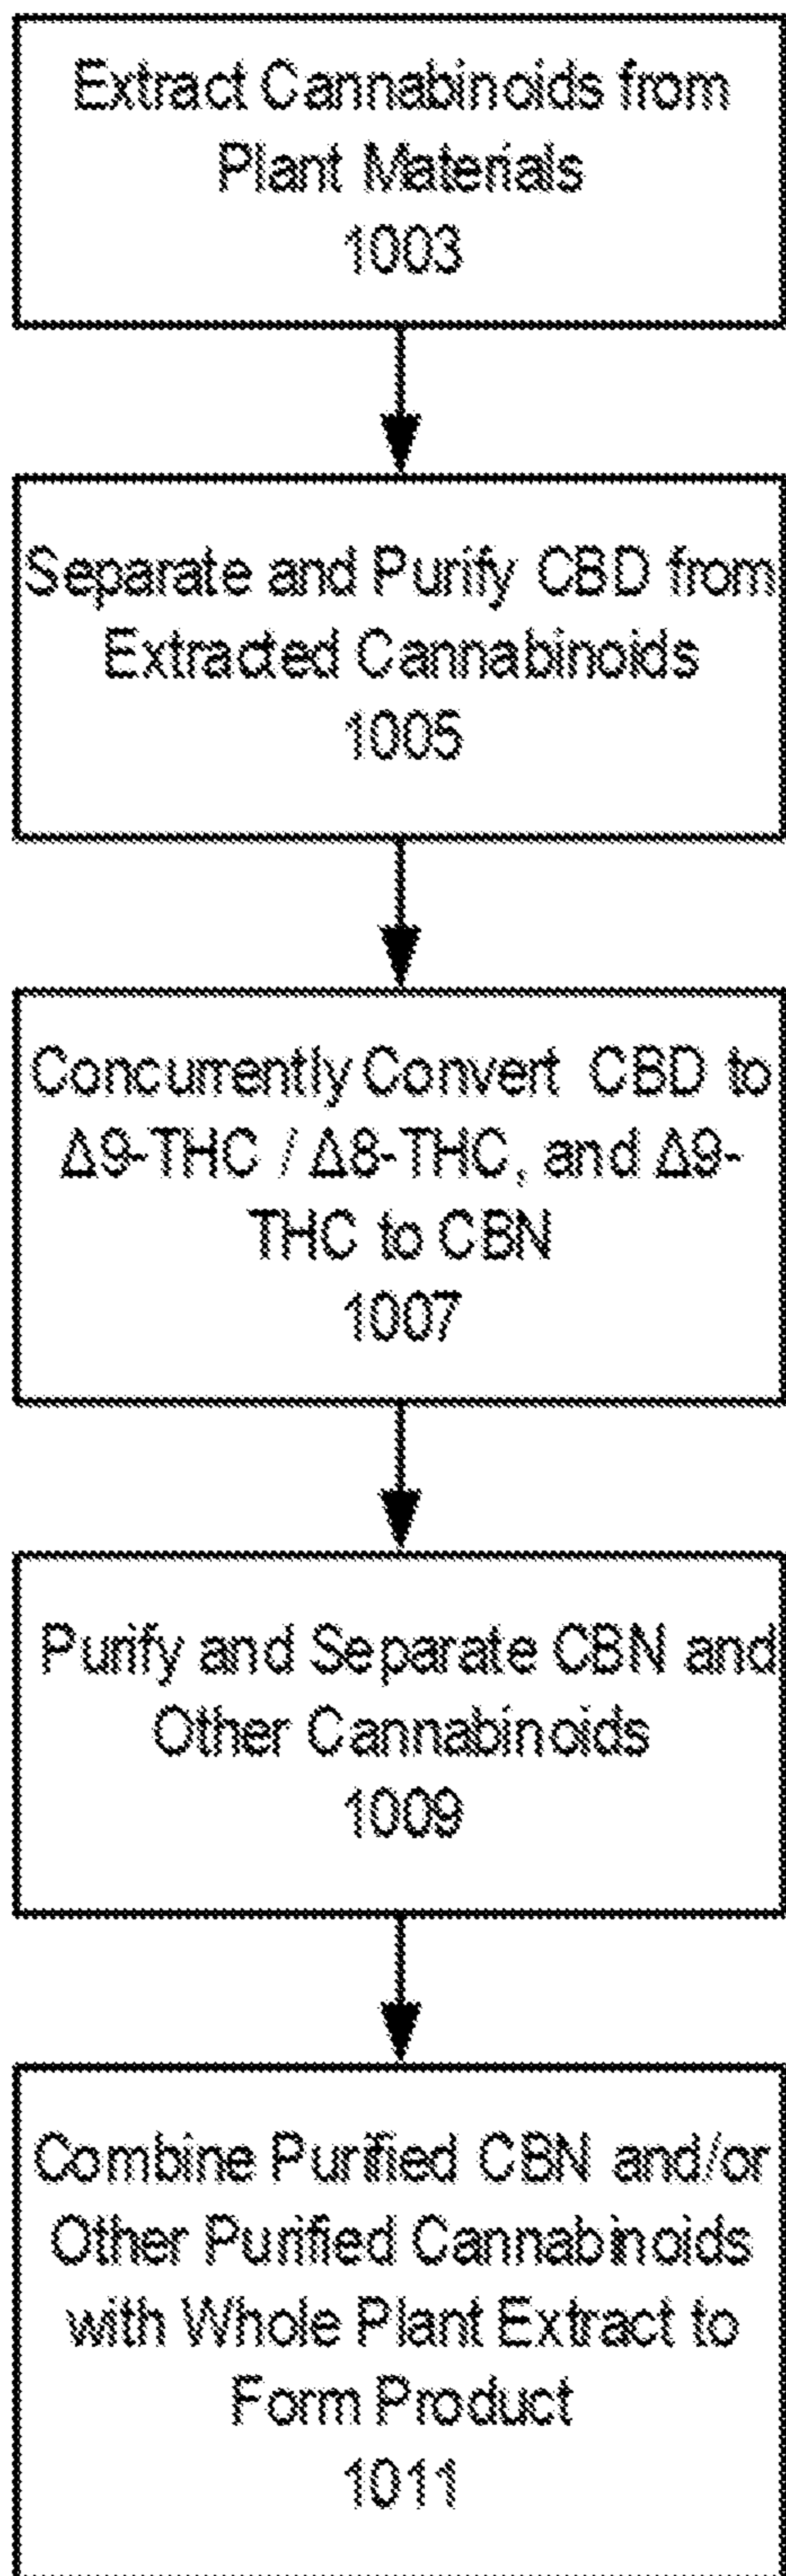 Extract Cannabinoids from
Plant Materials
1003
Separate and Purify CBD from
Extracted Cannabinoids
1005
Concurrently Convert CBD to
Δ9-THC / Δ8-THC, and Δ9-
THC to CBN
1007
Purify and Separate CBN and
Other Cannabinoids
1009
Combine Purified CBN and/or
Other Purified Cannabinoids
with Whole Plant Extract to
Form Product
1011